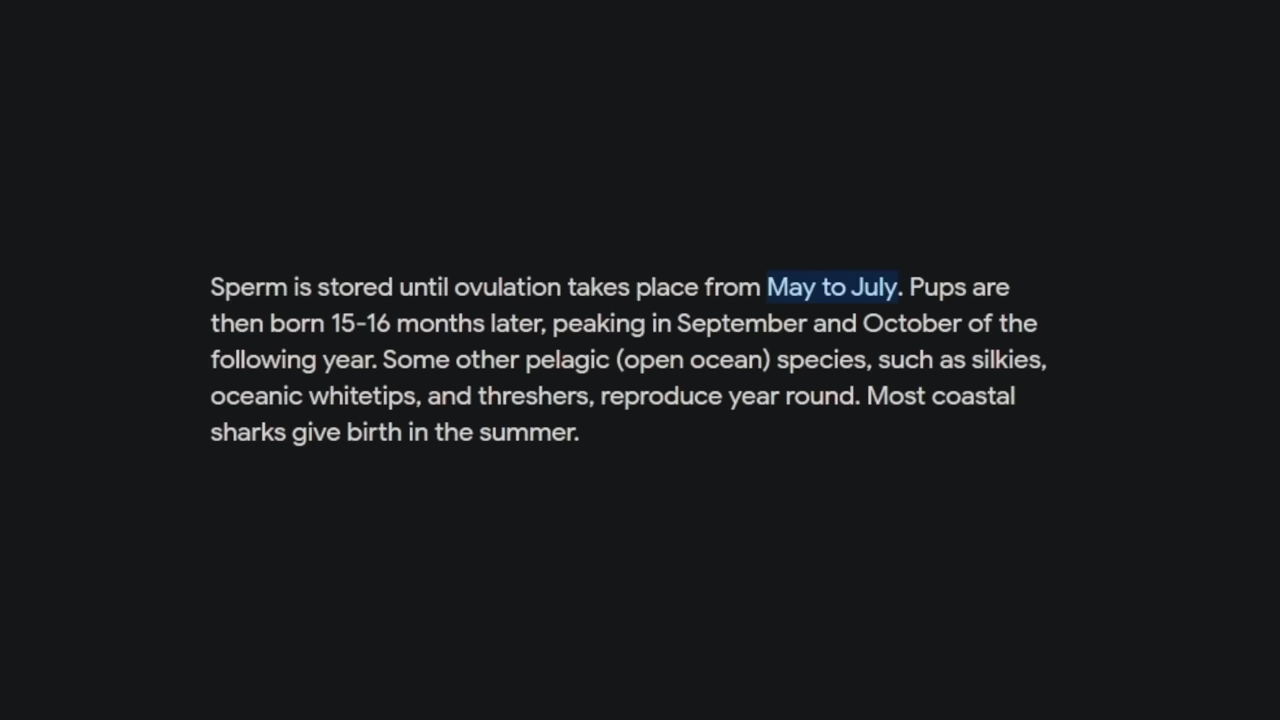 Sperm is stored until ovulation takes place from May to July. Pups are
then born 15-16 months later, peaking in September and October of the
following year. Some other pelagic (open ocean) species, such as silkies,
oceanic whitetips, and threshers, reproduce year round. Most coastal
sharks give birth in the summer.